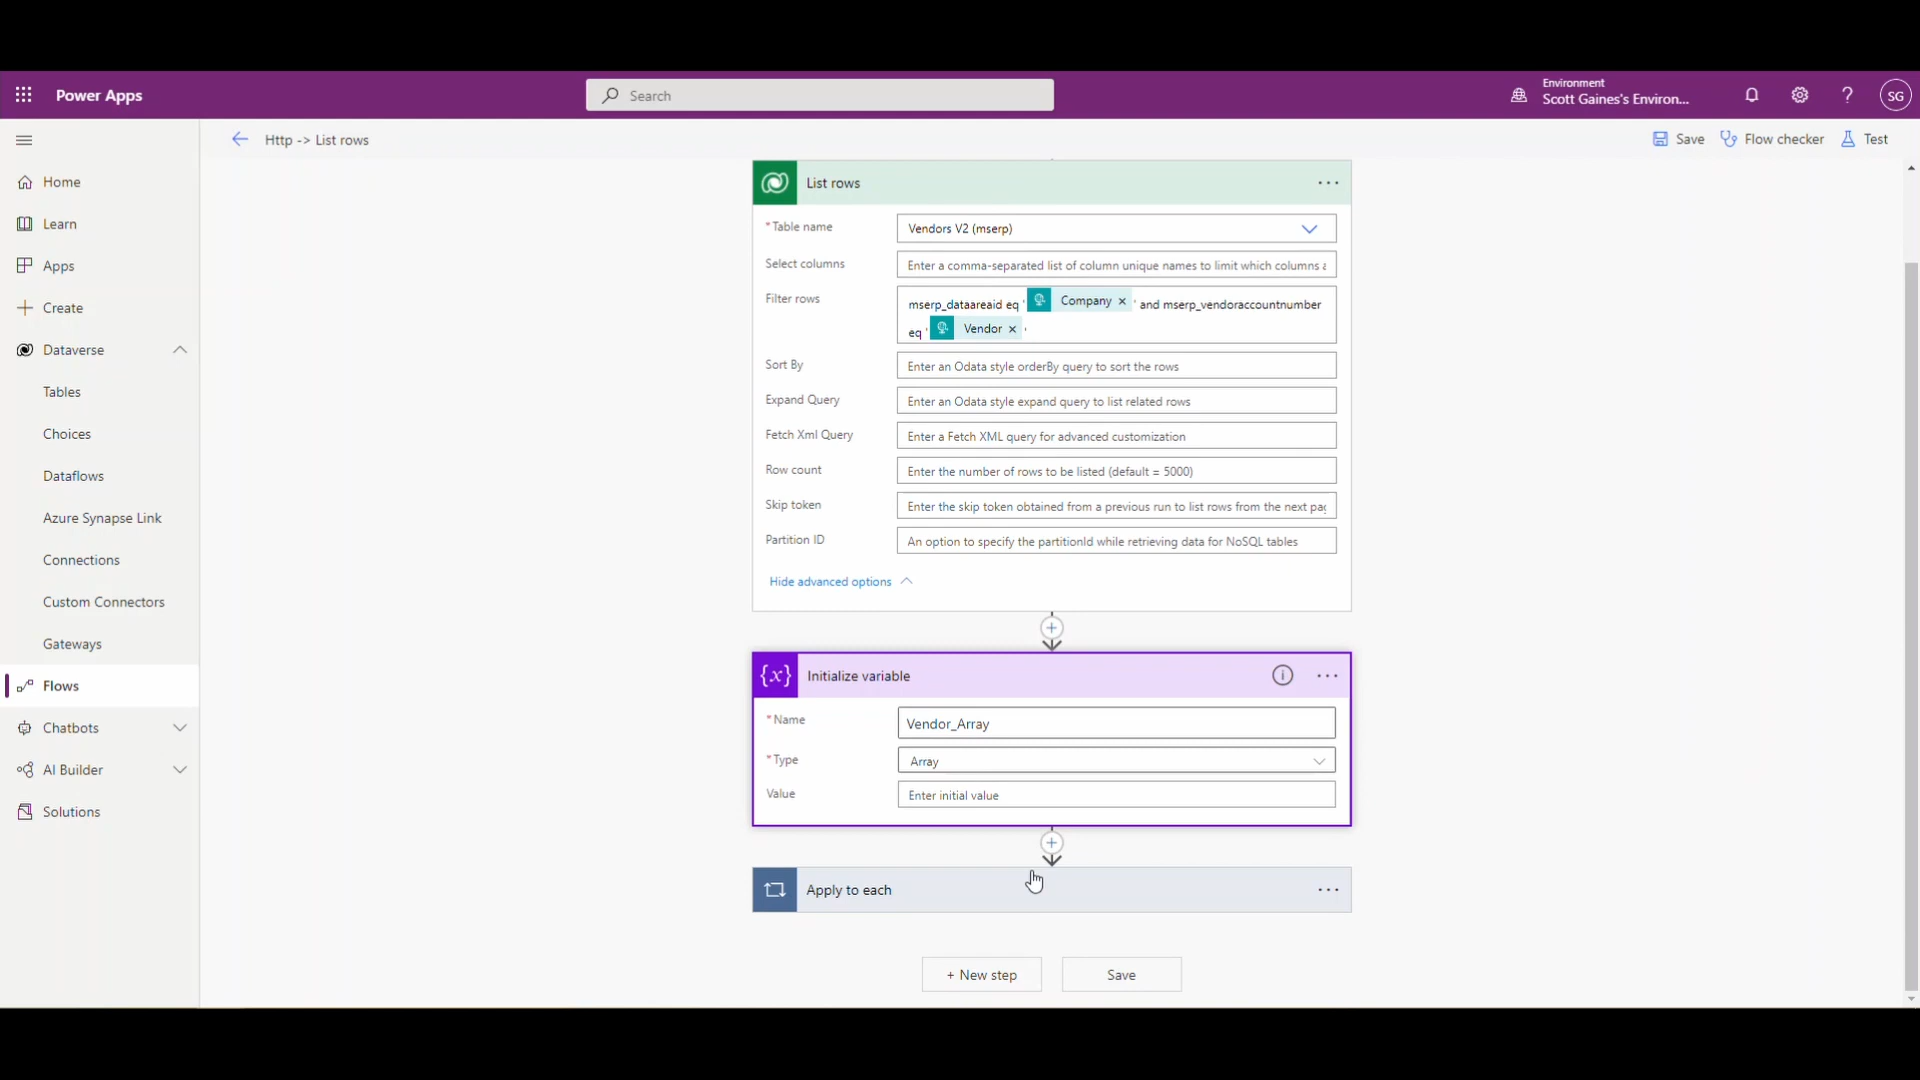 Power Apps
Search
Environment
Scott Gaines's Environ...
SG
Http -> List rows
Save
Flow checker
Test
Home
Learn
Apps
Create
Dataverse
Tables
Choices
Dataflows
Azure Synapse Link
Connections
Custom Connectors
Gateways
Flows
Chatbots
AI Builder
Solutions
List rows
* Table name
Vendors V2 (mserp)
Select columns
Enter a comma-separated list of column unique names to limit which columns a
Filter rows
mserp_dataareaid eq ' Company × ' and mserp_vendoraccountnumber
eq ' Vendor × '
Sort By
Enter an Odata style orderBy query to sort the rows
Expand Query
Enter an Odata style expand query to list related rows
Fetch Xml Query
Enter a Fetch XML query for advanced customization
Row count
Enter the number of rows to be listed (default = 5000)
Skip token
Enter the skip token obtained from a previous run to list rows from the next pag
Partition ID
An option to specify the partitionId while retrieving data for NoSQL tables
Hide advanced options
{x} Initialize variable
* Name
Vendor_Array
* Type
Array
Value
Enter initial value
Apply to each
+ New step
Save